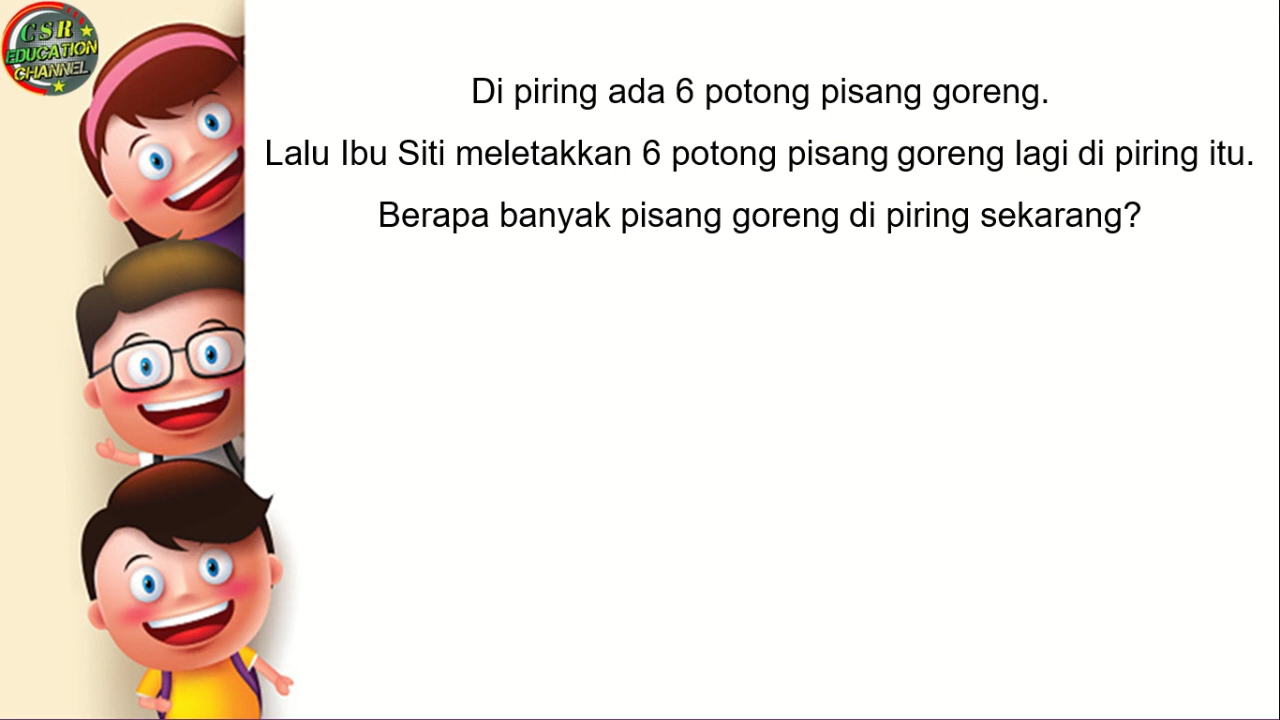 CSR
EDUCATION
CHANNEL
Di piring ada 6 potong pisang goreng.
Lalu Ibu Siti meletakkan 6 potong pisang goreng lagi di piring itu.
Berapa banyak pisang goreng di piring sekarang?